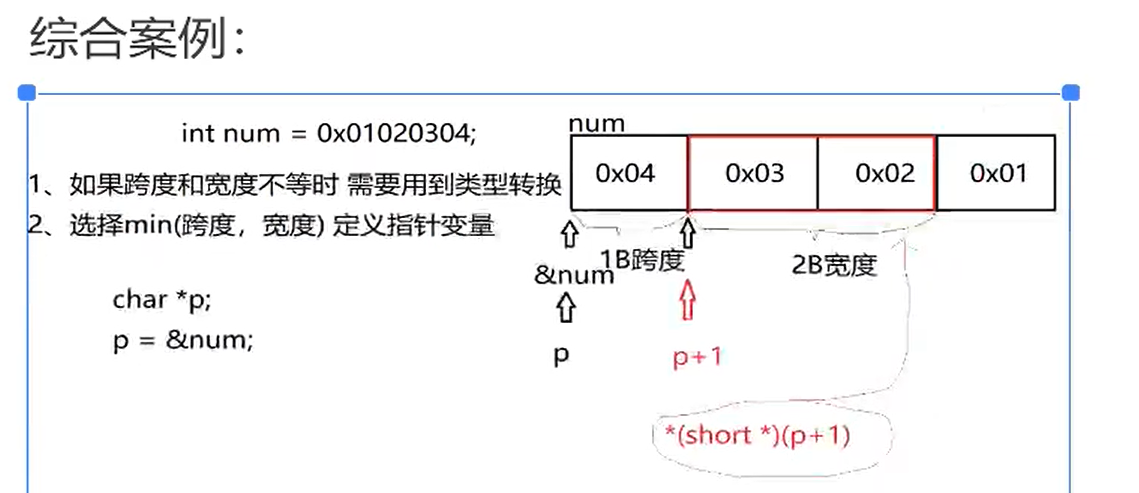 综合案例：
int num = 0x01020304;
num
0x04 0x03 0x02 0x01
1、如果跨度和宽度不等时 需要用到类型转换
2、选择min(跨度，宽度) 定义指针变量
1B跨度
2B宽度
&num
char *p;
p = &num;
p
p+1
*(short *)(p+1)